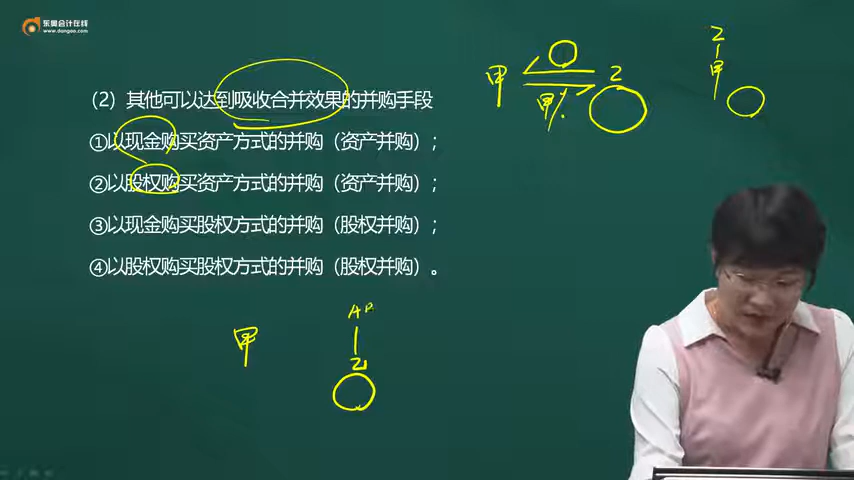 东奥会计在线
www.dongao.com
(2)其他可以达到吸收合并效果的并购手段
①以现金购买资产方式的并购（资产并购）；
②以股权购买资产方式的并购（资产并购）；
③以现金购买股权方式的并购（股权并购）；
④以股权购买股权方式的并购（股权并购）。
甲
乙
甲%
乙
甲
甲
乙